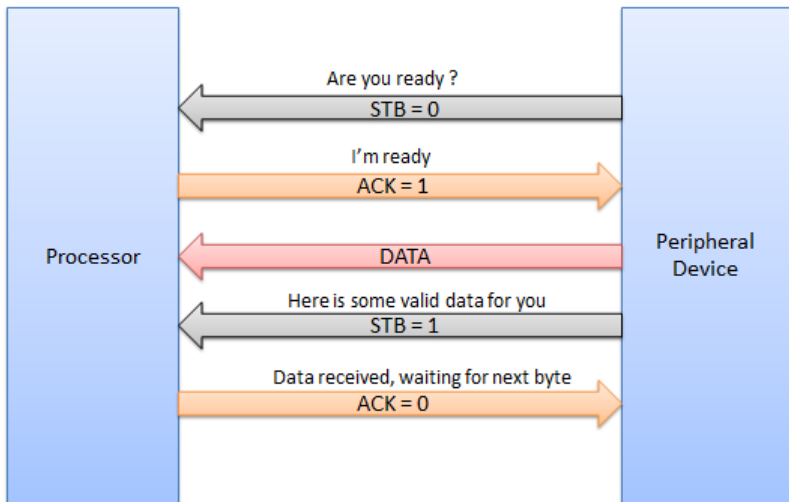 Are you ready ?
STB = 0
I'm ready
ACK = 1
Processor
DATA
Peripheral
Device
Here is some valid data for you
STB = 1
Data received, waiting for next byte
ACK = 0